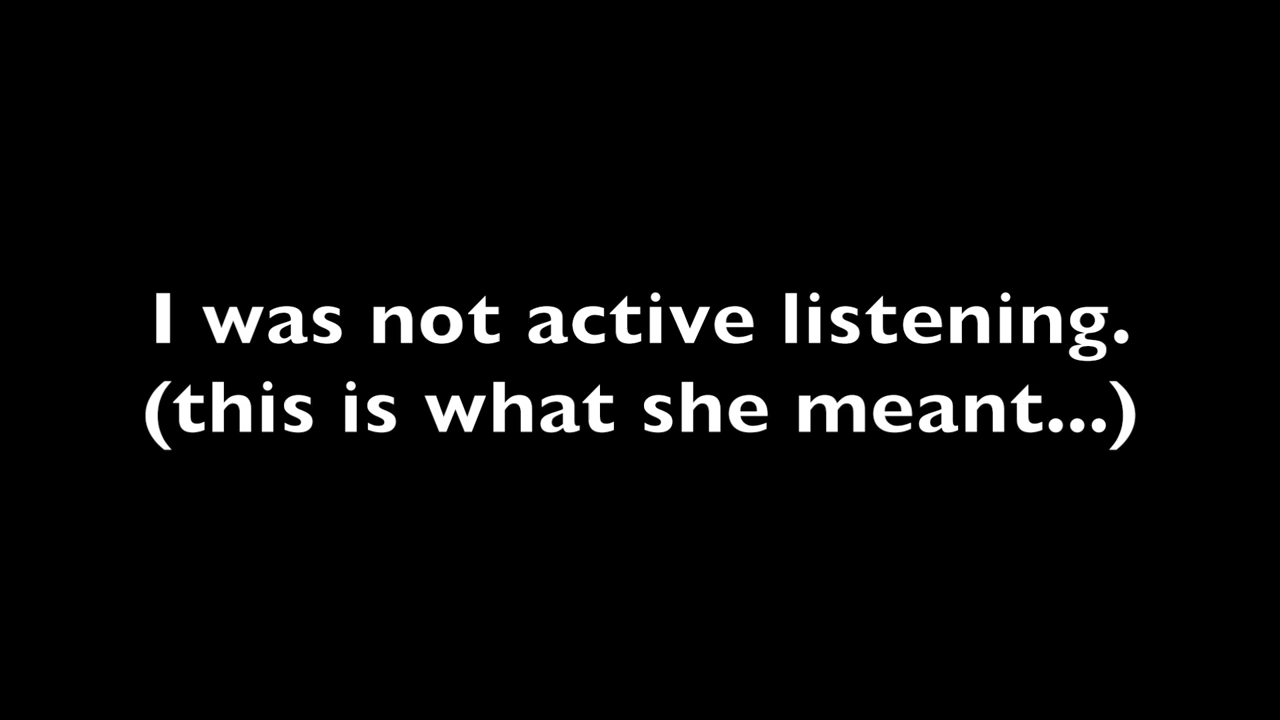 I was not active listening.
(this is what she meant...)